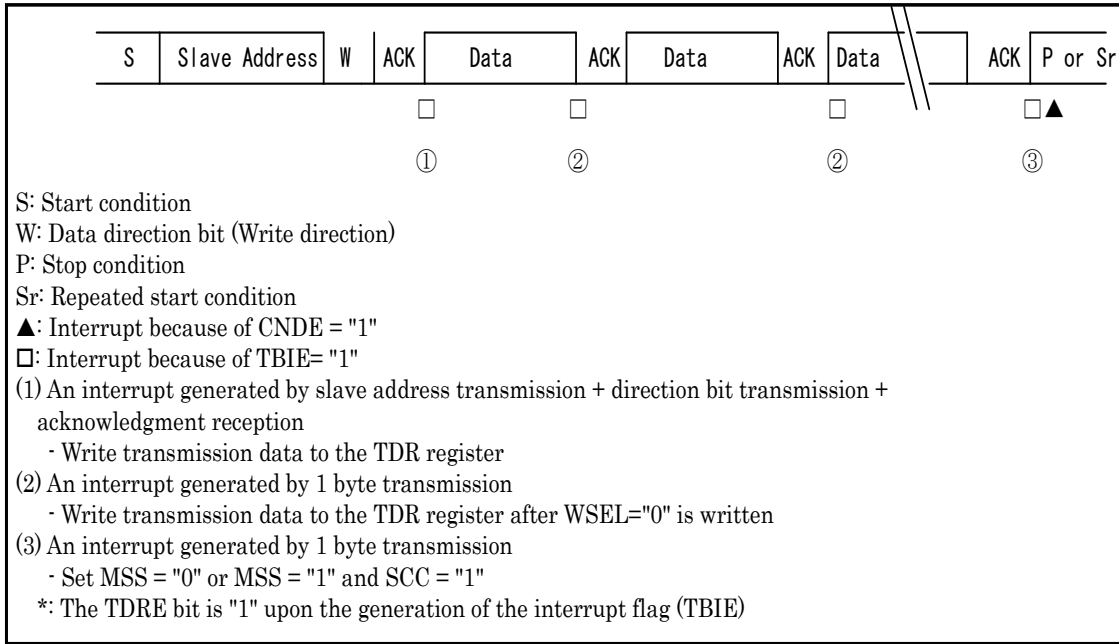 S Slave Address W ACK Data ACK Data ACK Data ACK P or Sr
□ □ □ □▲
① ② ② ③
S: Start condition
W: Data direction bit (Write direction)
P: Stop condition
Sr: Repeated start condition
▲: Interrupt because of CNDE = "1"
□: Interrupt because of TBIE= "1"
(1) An interrupt generated by slave address transmission + direction bit transmission +
acknowledgment reception
- Write transmission data to the TDR register
(2) An interrupt generated by 1 byte transmission
- Write transmission data to the TDR register after WSEL="0" is written
(3) An interrupt generated by 1 byte transmission
- Set MSS = "0" or MSS = "1" and SCC = "1"
*: The TDRE bit is "1" upon the generation of the interrupt flag (TBIE)